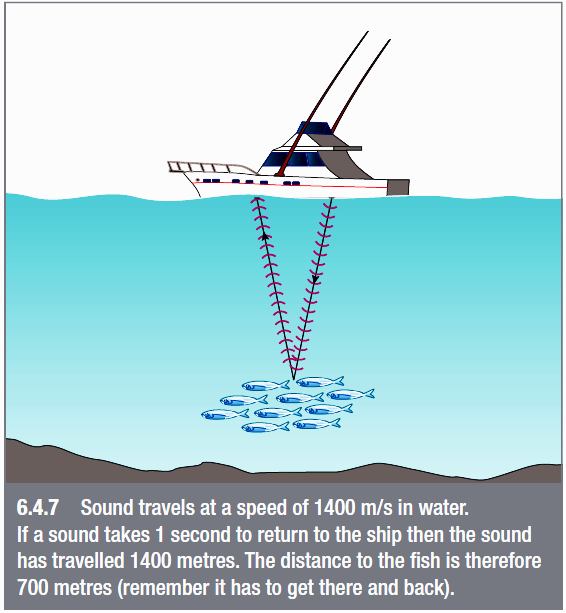 6.4.7 Sound travels at a speed of 1400 m/s in water.
If a sound takes 1 second to return to the ship then the sound
has travelled 1400 metres. The distance to the fish is therefore
700 metres (remember it has to get there and back).